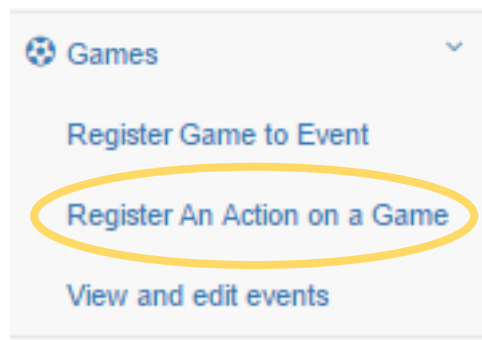 Games
Register Game to Event
Register An Action on a Game
View and edit events